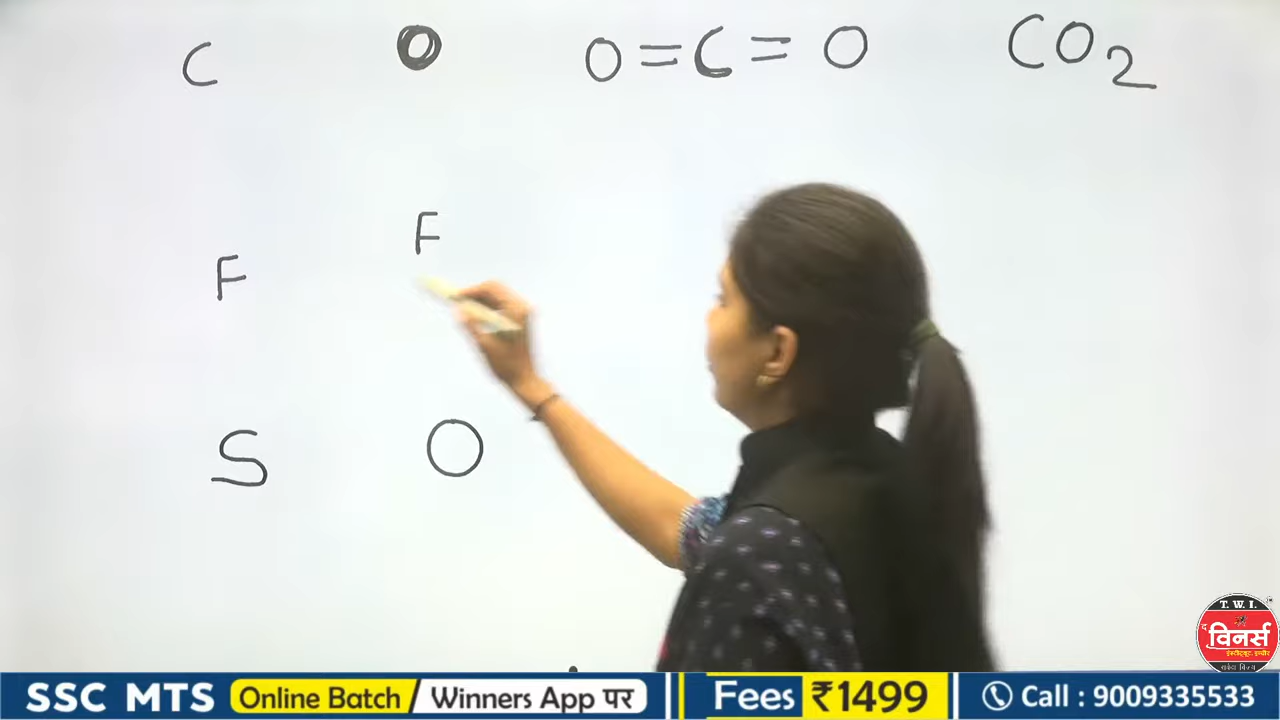 C O O=C=O CO2
F F
S O
T. W. I.
द विनर्स
SSC MTS Online Batch Winners App पर Fees ₹1499 Call : 9009335533